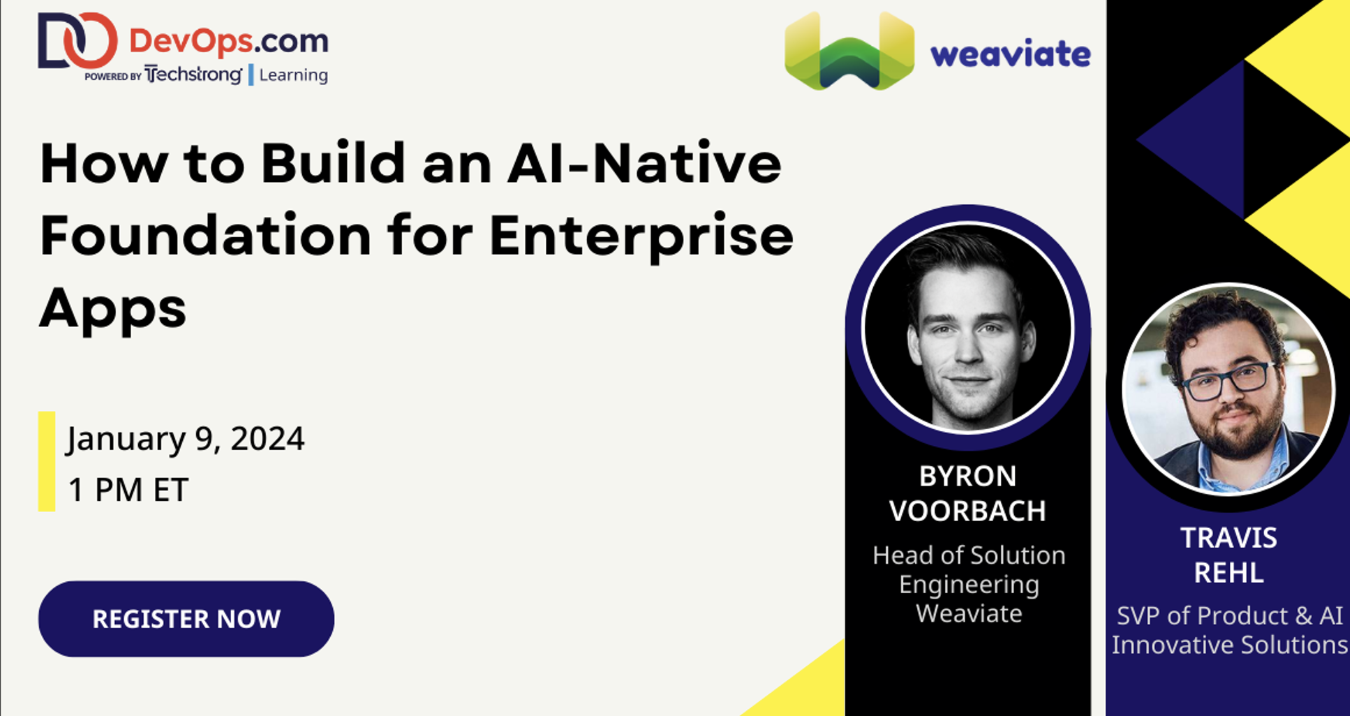 DevOps.com
POWERED BY Techstrong | Learning
weaviate
How to Build an AI-Native
Foundation for Enterprise
Apps
January 9, 2024
1 PM ET
REGISTER NOW
BYRON
VOORBACH
Head of Solution
Engineering
Weaviate
TRAVIS
REHL
SVP of Product & AI
Innovative Solutions